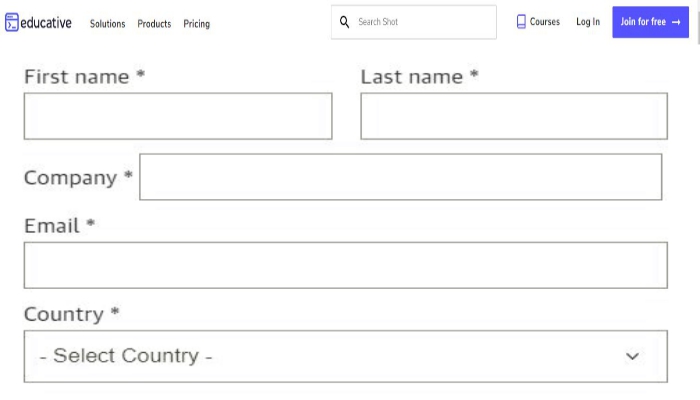 educative Solutions Products Pricing Search Shot Courses Log In Join for free →
First name * Last name *
Company *
Email *
Country *
- Select Country -